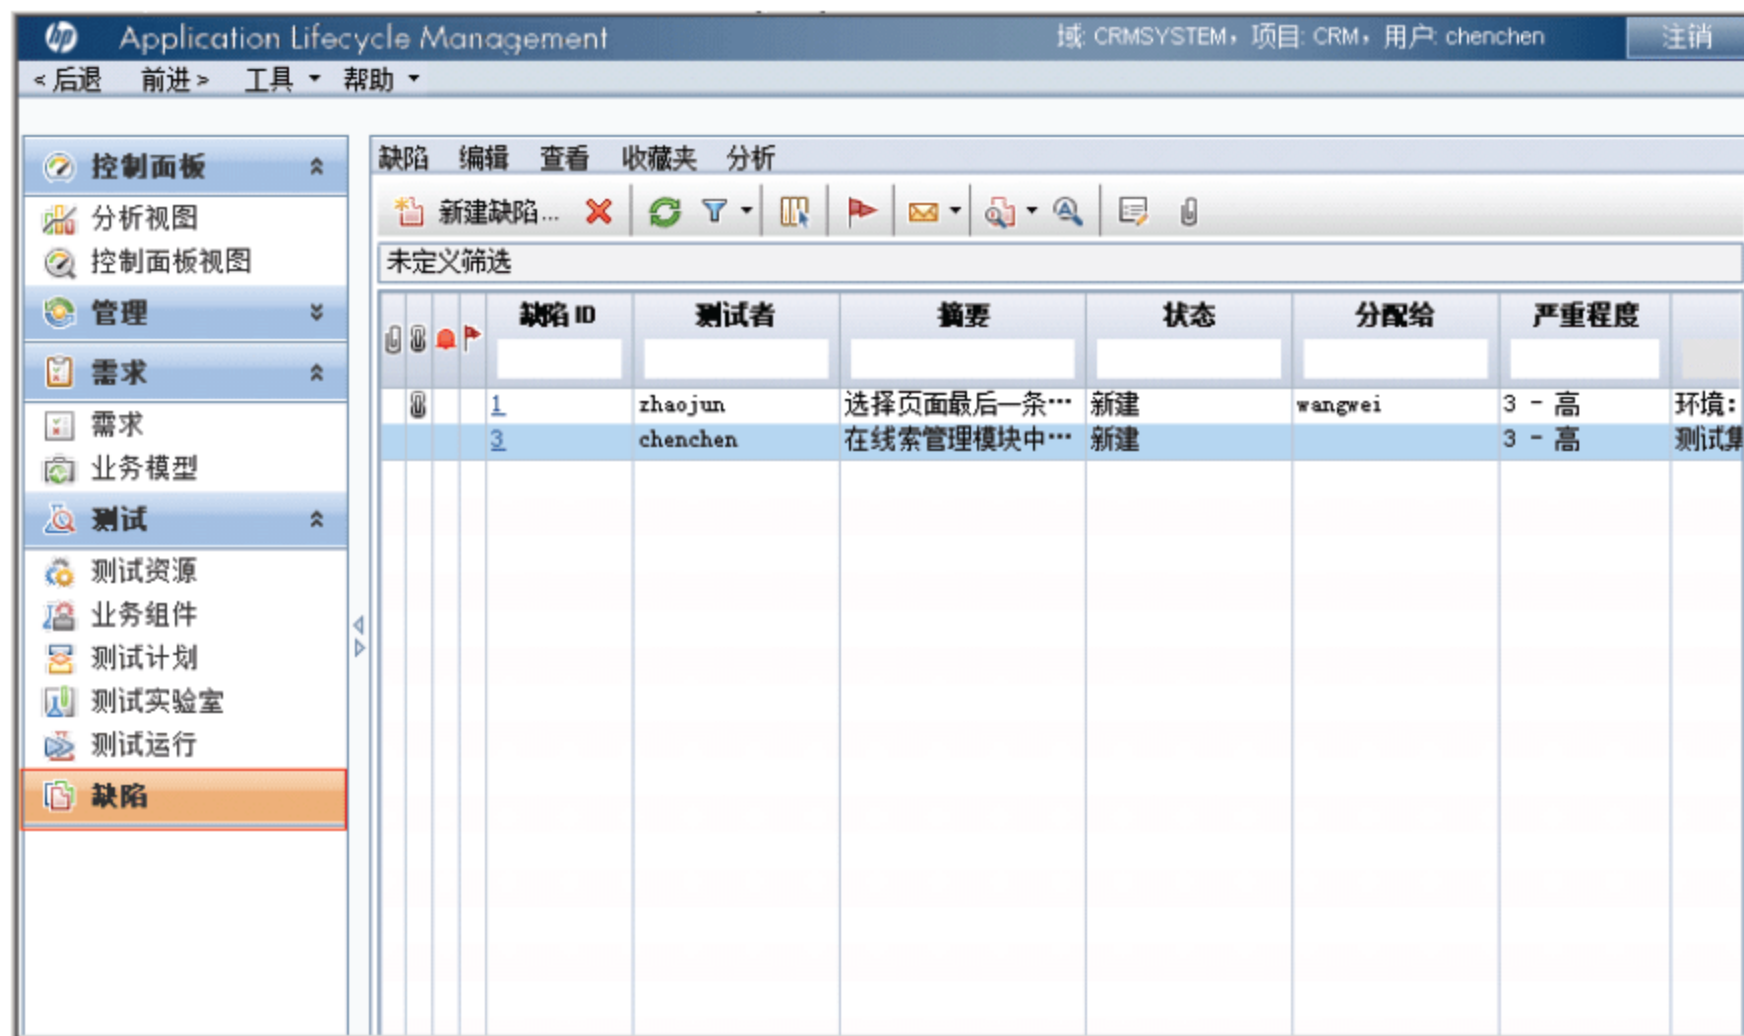 hp Application Lifecycle Management 域: CRMSYSTEM, 项目: CRM, 用户: chenchen 注销
<后退 前进> 工具 帮助
控制面板
分析视图
控制面板视图
管理
需求
需求
业务模型
测试
测试资源
业务组件
测试计划
测试实验室
测试运行
缺陷
缺陷 编辑 查看 收藏夹 分析
新建缺陷...
未定义筛选
缺陷 ID 测试者 摘要 状态 分配给 严重程度
1 zhaojun 选择页面最后一条… 新建 wangwei 3 - 高 环境:
3 chenchen 在线索管理模块中… 新建 3 - 高 测试集